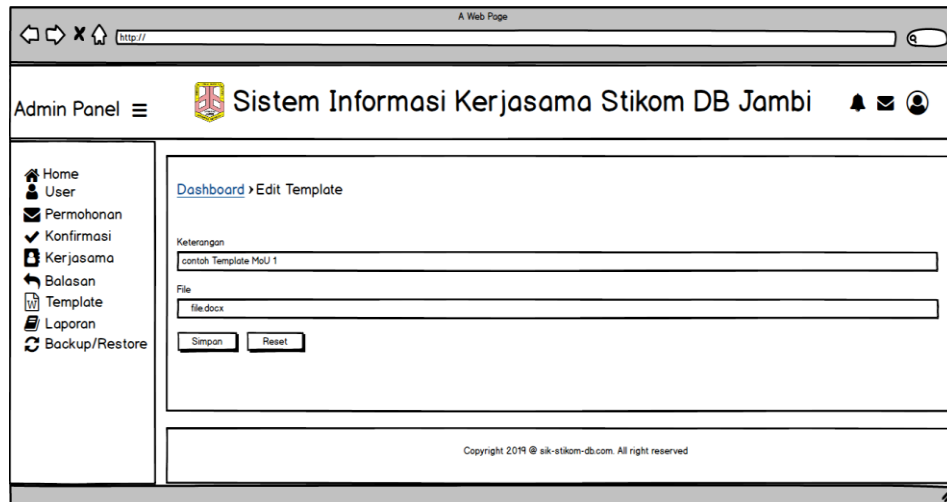 A Web Page
http://
Admin Panel
Sistem Informasi Kerjasama Stikom DB Jambi
Home
User
Permohonan
Konfirmasi
Kerjasama
Balasan
Template
Laporan
Backup/Restore
Dashboard › Edit Template
Keterangan
contoh Template MoU 1
File
file.docx
Simpan Reset
Copyright 2019 @ sik-stikom-db.com. All right reserved